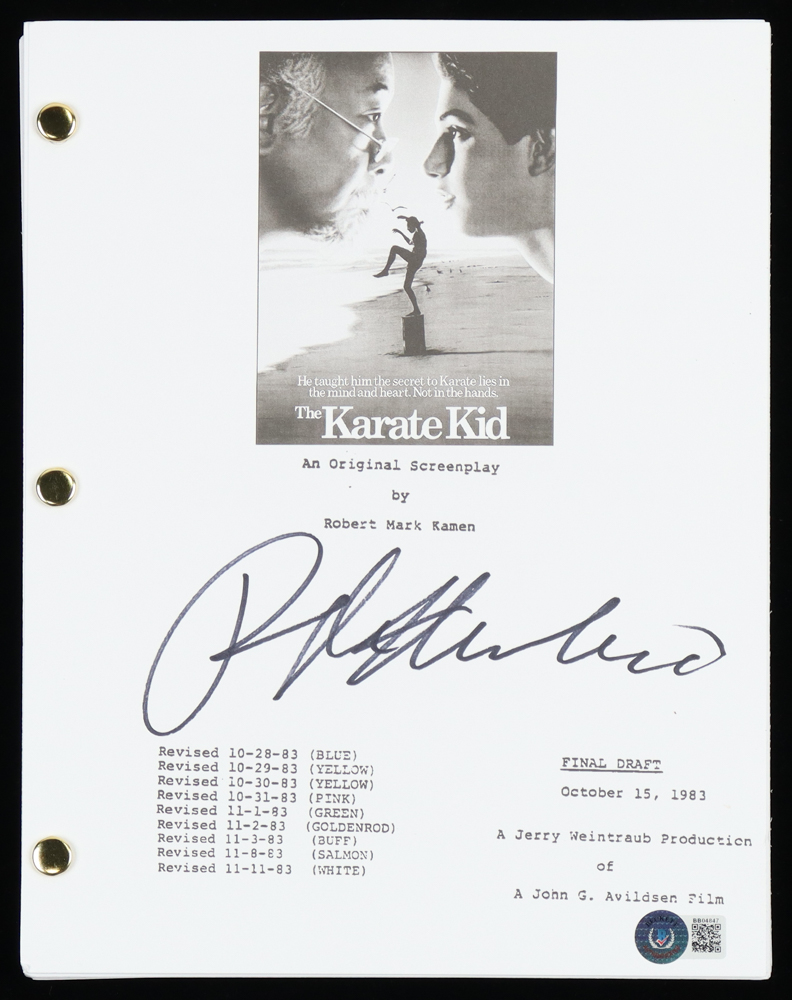 He taught him the secret to Karate lies in
the mind and heart. Not in the hands.
The Karate Kid
An Original Screenplay
by
Robert Mark Kamen
Revised 10-28-83 (BLUE)
Revised 10-29-83 (YELLOW)
Revised 10-30-83 (YELLOW)
Revised 10-31-83 (PINK)
Revised 11-1-83 (GREEN)
Revised 11-2-83 (GOLDENROD)
Revised 11-3-83 (BUFF)
Revised 11-8-83 (SALMON)
Revised 11-11-83 (WHITE)
FINAL DRAFT
October 15, 1983
A Jerry Weintraub Production
of
A John G. Avildsen Film
BECKETT
BB04847